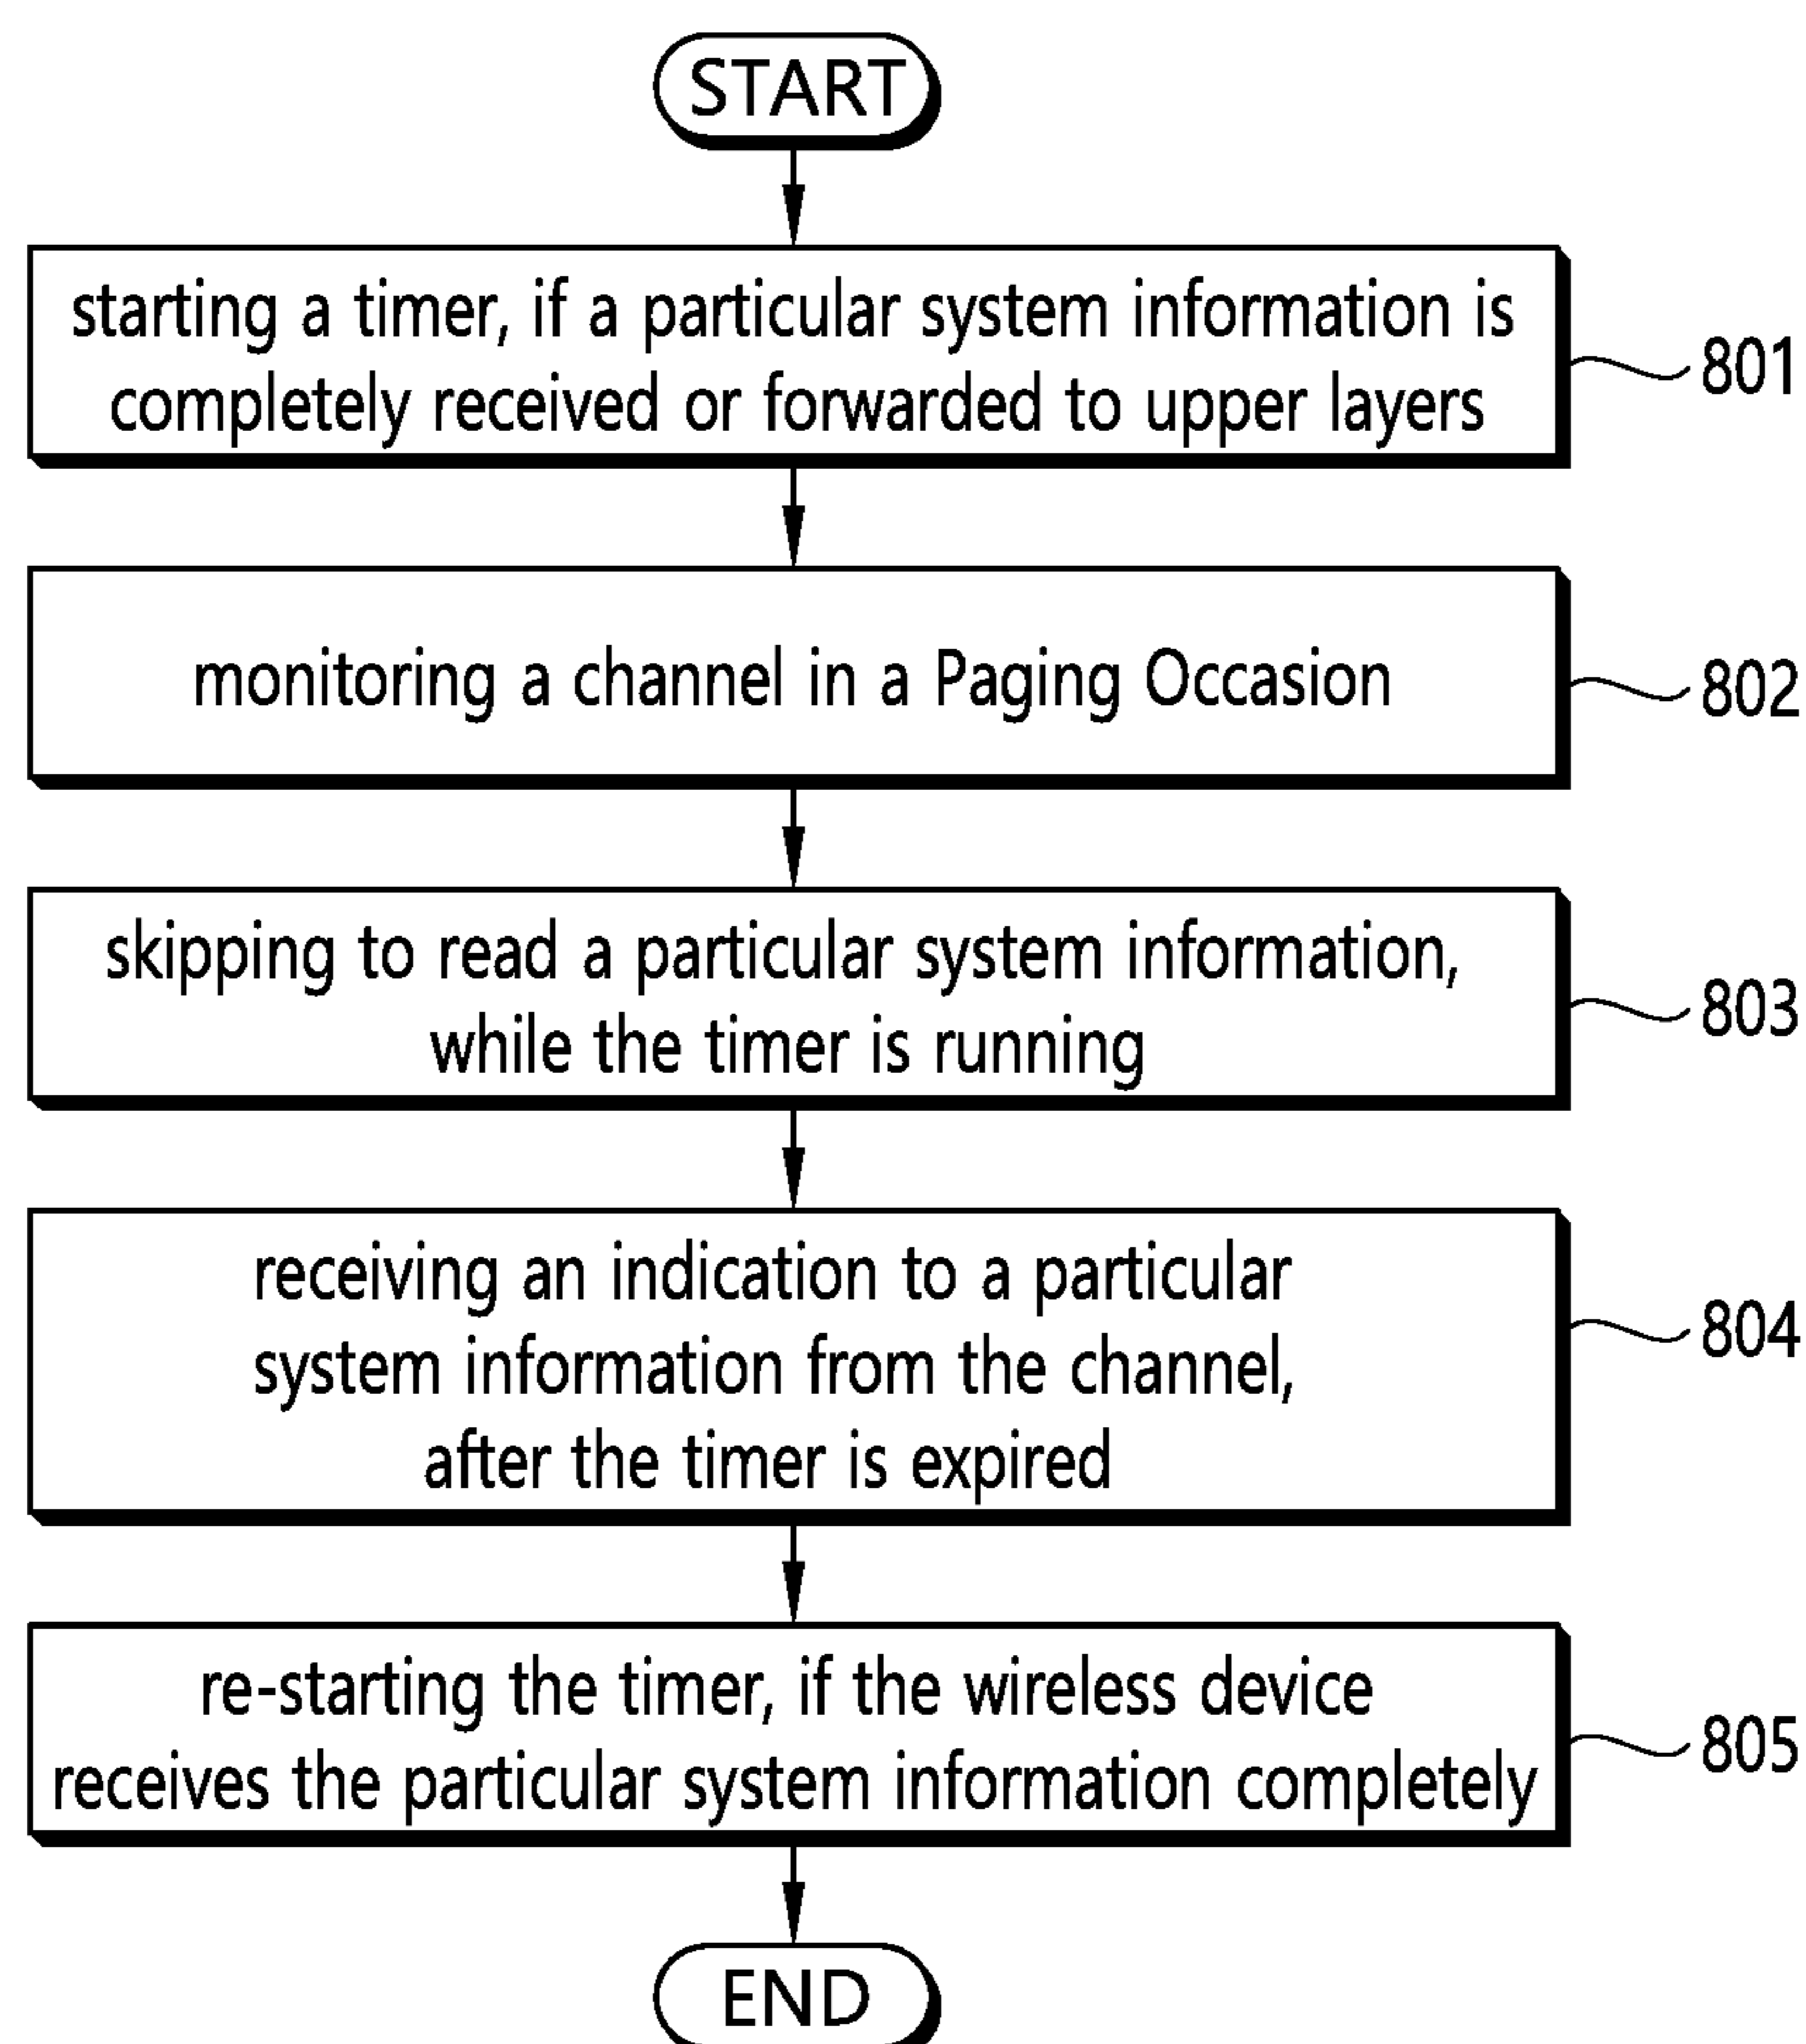 START
starting a timer, if a particular system information is
completely received or forwarded to upper layers
801
monitoring a channel in a Paging Occasion
802
skipping to read a particular system information,
while the timer is running
803
receiving an indication to a particular
system information from the channel,
after the timer is expired
804
re-starting the timer, if the wireless device
receives the particular system information completely
805
END